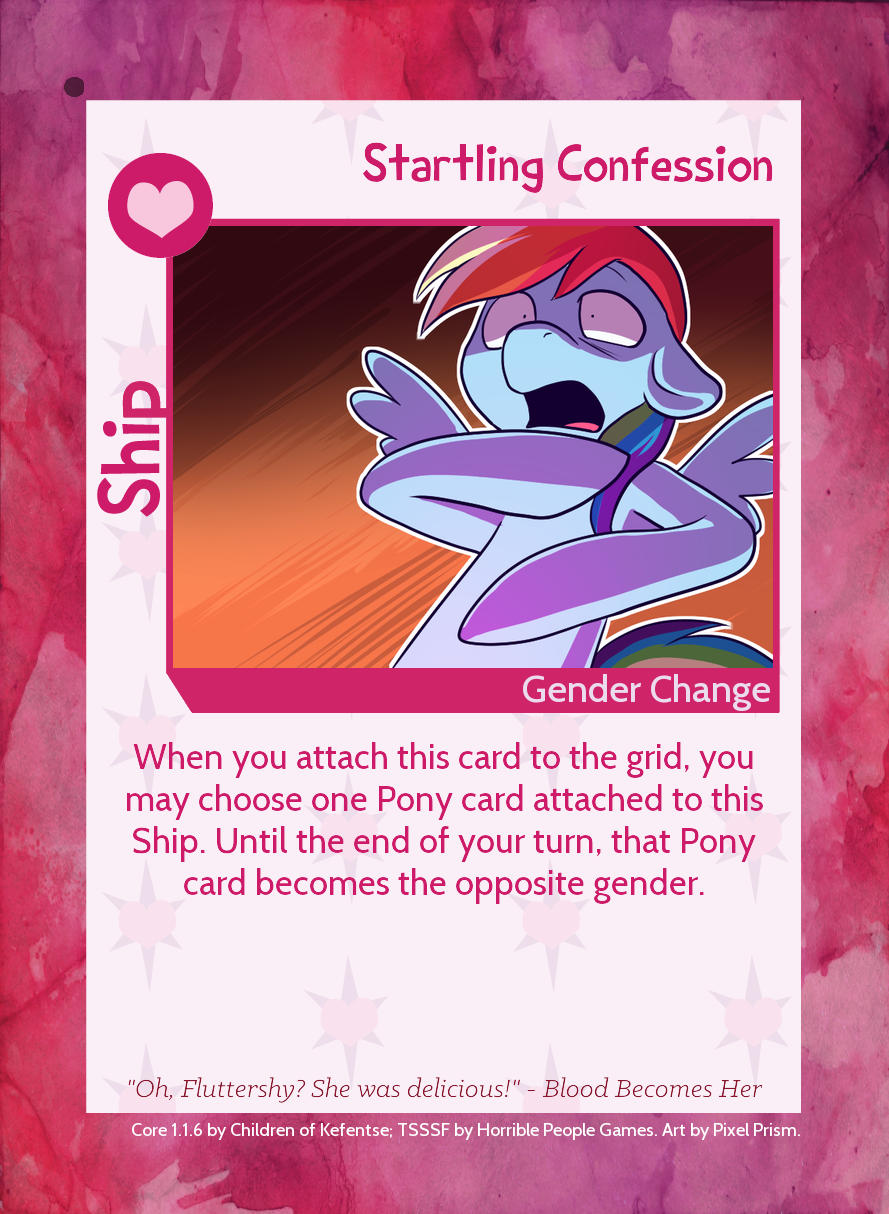 Startling Confession
Ship
Gender Change
When you attach this card to the grid, you
may choose one Pony card attached to this
Ship. Until the end of your turn, that Pony
card becomes the opposite gender.
"Oh, Fluttershy? She was delicious!" - Blood Becomes Her
Core 1.1.6 by Children of Kefentse; TSSSF by Horrible People Games. Art by Pixel Prism.